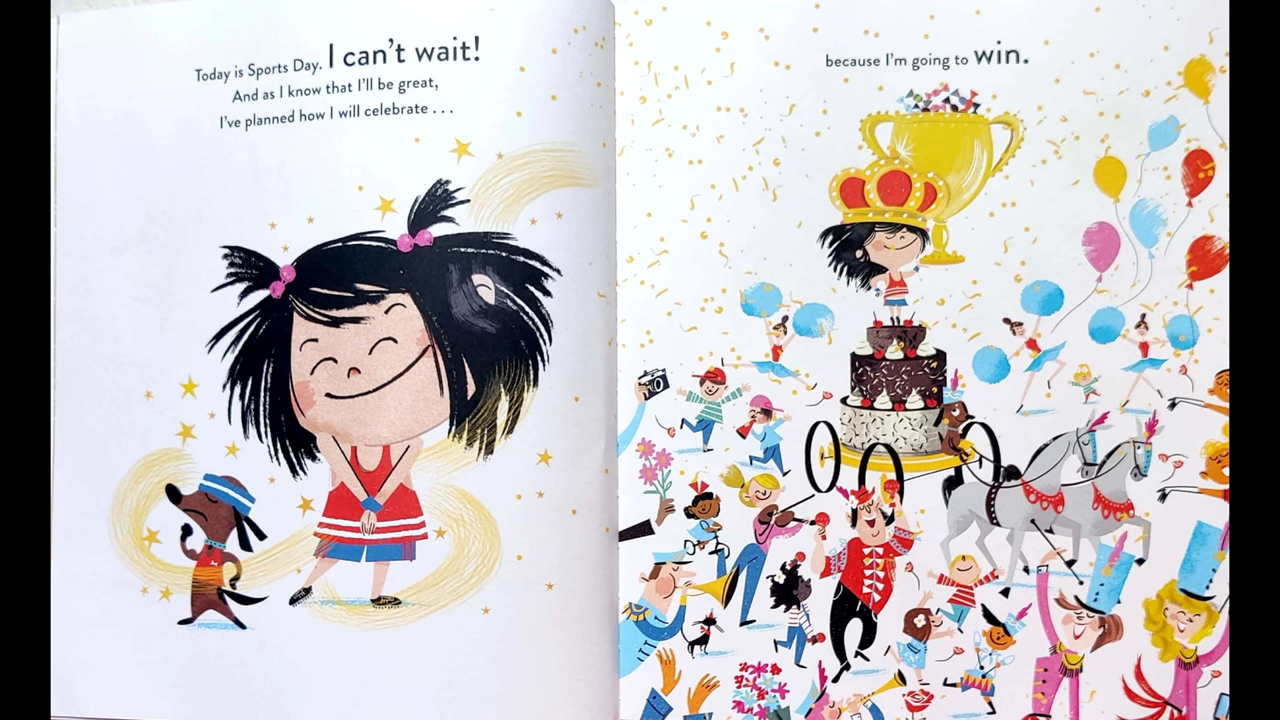 Today is Sports Day. I can't wait!
And as I know that I'll be great,
I've planned how I will celebrate . . .
because I'm going to win.